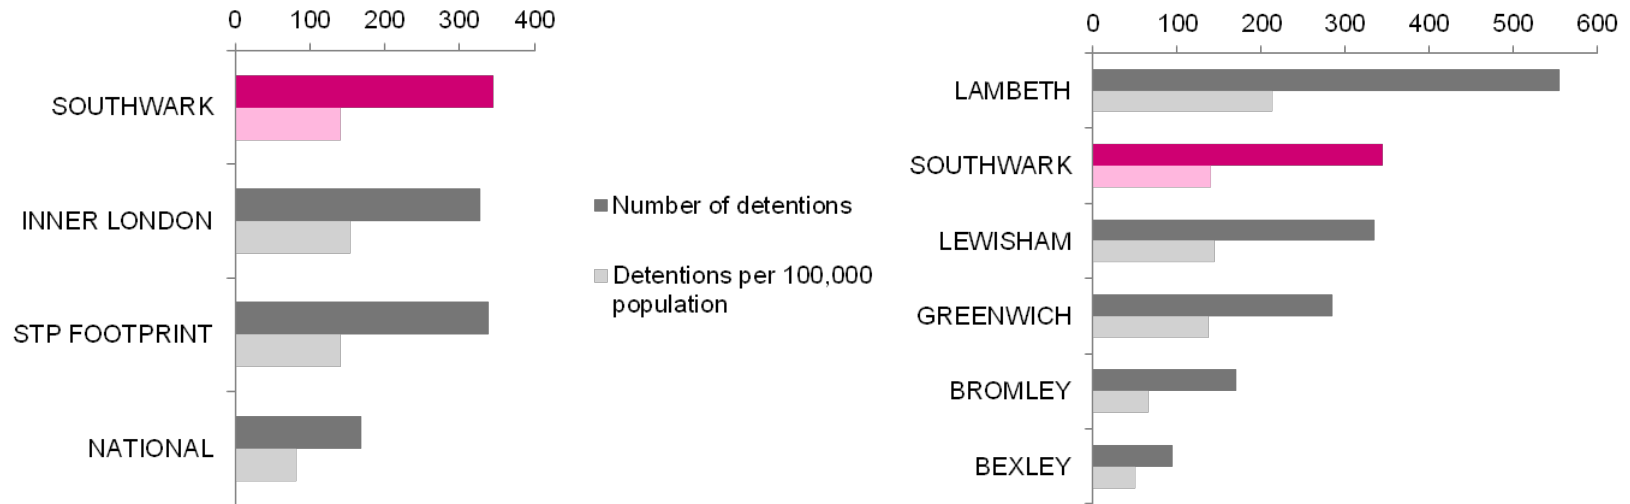 0 100 200 300 400
SOUTHWARK
INNER LONDON
STP FOOTPRINT
NATIONAL
Number of detentions
Detentions per 100,000
population
0 100 200 300 400 500 600
LAMBETH
SOUTHWARK
LEWISHAM
GREENWICH
BROMLEY
BEXLEY